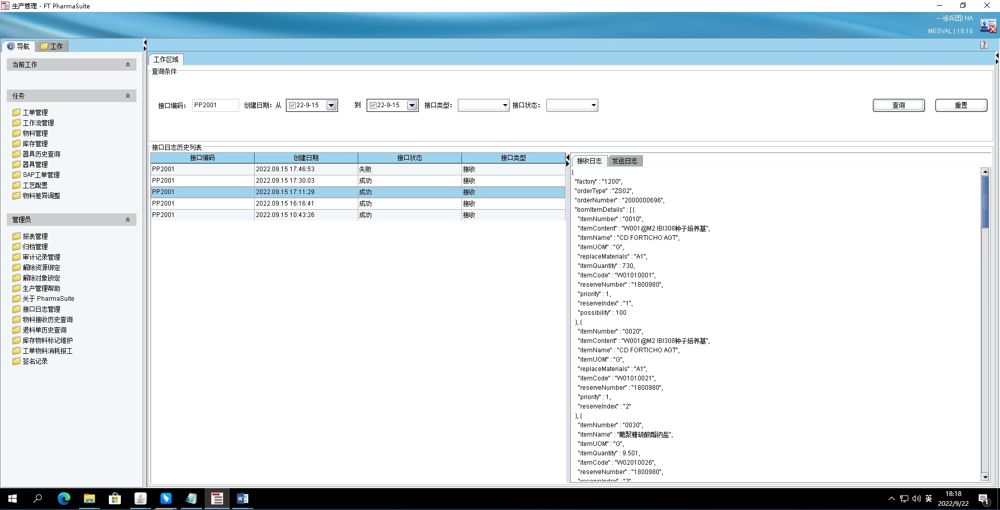 生产管理 - FT PharmaSuite
---徐兵团| NA
MESVAL | 18:18
导航
工作
当前工作
任务
工单管理
工作流管理
物料管理
库存管理
器具历史查询
器具管理
SAP工单管理
工艺配置
物料差异调整
管理员
报表管理
归档管理
审计记录管理
解除资源绑定
解除对象锁定
生产管理帮助
关于 PharmaSuite
接口日志管理
物料接收历史查询
退料单历史查询
库存物料标记维护
工单物料消耗报工
签名记录
工作区域
查询条件
接口编码: PP2001 创建日期: 从 22-9-15 到 22-9-15 接口类型: 接口状态: 查询 重置
接口日志历史列表
接口编码 创建日期 接口状态 接口类型
PP2001 2022.09.15 17:46:53 失败 接收
PP2001 2022.09.15 17:30:03 成功 接收
PP2001 2022.09.15 17:11:29 成功 接收
PP2001 2022.09.15 16:16:41 成功 接收
PP2001 2022.09.15 10:43:26 成功 接收
接收日志 发送日志
{
"factory" : "1200",
"orderType" : "ZS02",
"orderNumber" : "2000000696",
"bomItemDetails" : [ {
"itemNumber" : "0010",
"itemContent" : "W001@M2 IBI308种子培养基",
"itemName" : "CD FORTICHO AGT",
"itemUOM" : "G",
"replaceMaterials" : "A1",
"itemQuantity" : 730,
"itemCode" : "W01010001",
"reserveNumber" : "1800980",
"priority" : 1,
"reserveIndex" : "1",
"possibility" : 100
}, {
"itemNumber" : "0020",
"itemContent" : "W001@M2 IBI308种子培养基",
"itemName" : "CD FORTICHO AGT",
"itemUOM" : "G",
"replaceMaterials" : "A1",
"itemCode" : "W01010021",
"reserveNumber" : "1800980",
"priority" : 1,
"reserveIndex" : "2"
}, {
"itemNumber" : "0030",
"itemName" : "葡聚糖硫酸酯钠盐",
"itemUOM" : "G",
"itemQuantity" : 9.501,
"itemCode" : "W02010026",
"reserveNumber" : "1800980",
"reserveIndex" : "3"
英
18:18
2022/9/22
1